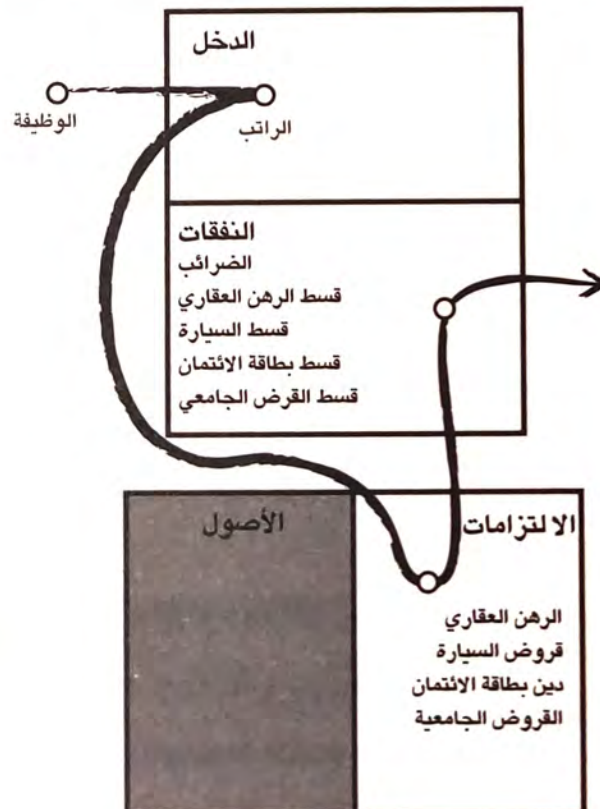 الدخل
الوظيفة
الراتب
النفقات
الضرائب
قسط الرهن العقاري
قسط السيارة
قسط بطاقة الائتمان
قسط القرض الجامعي
الأصول
الالتزامات
الرهن العقاري
قروض السيارة
دين بطاقة الائتمان
القروض الجامعية